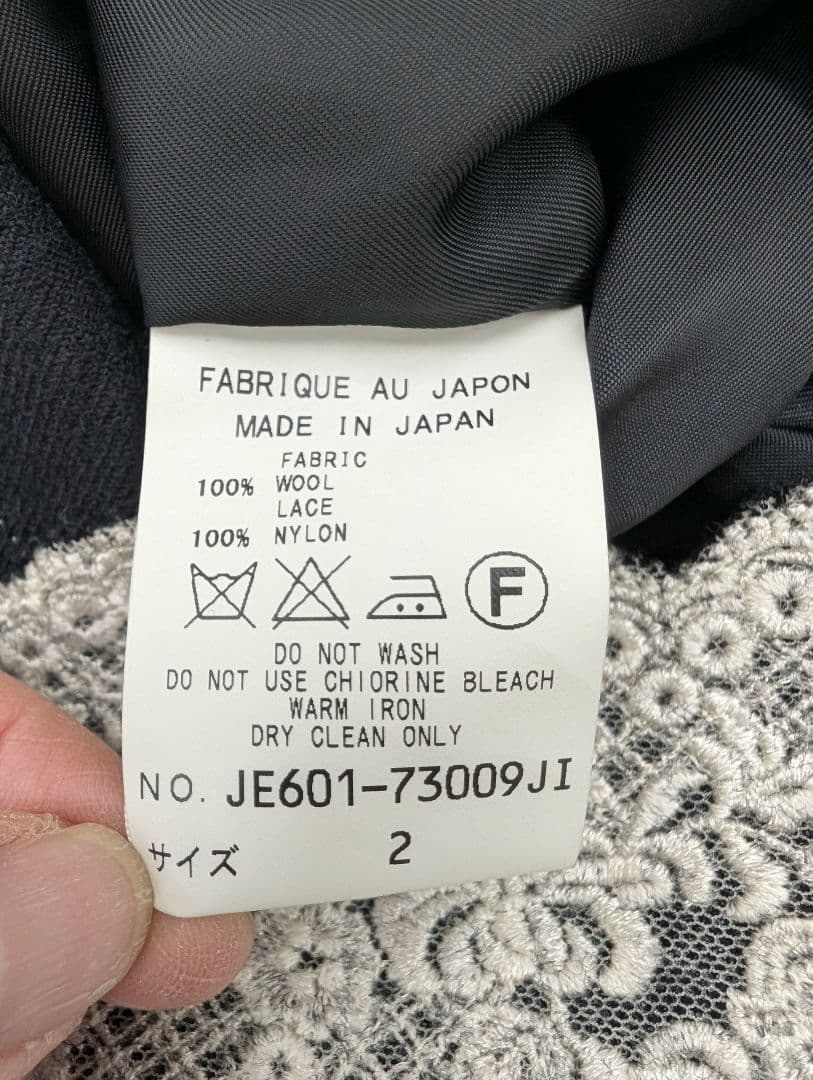 FABRIQUE AU JAPON
MADE IN JAPAN
FABRIC
100% WOOL
LACE
100% NYLON
F
DO NOT WASH
DO NOT USE CHIORINE BLEACH
WARM IRON
DRY CLEAN ONLY
NO. JE601-73009JI
サイズ 2